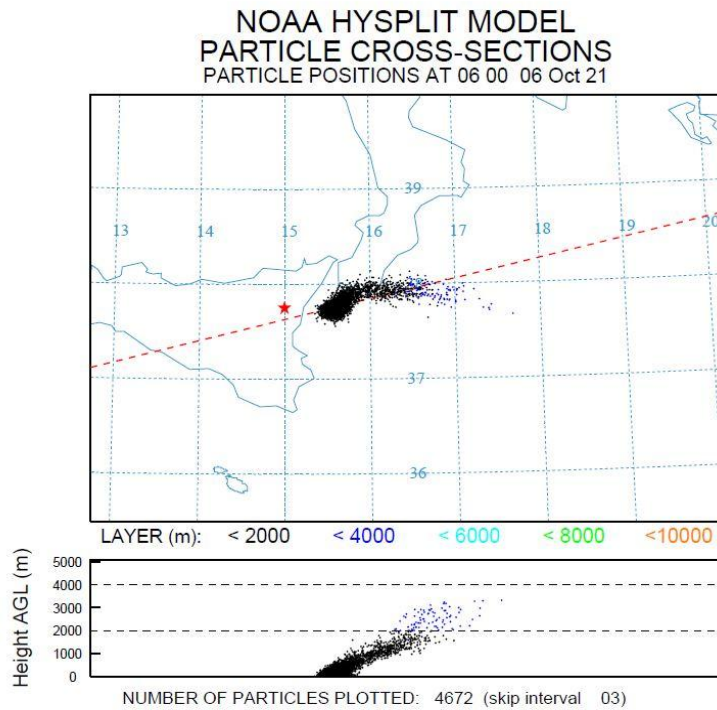 NOAA HYSPLIT MODEL
PARTICLE CROSS-SECTIONS
PARTICLE POSITIONS AT 06 00 06 Oct 21
39
13 14 15 16 17 18 19 20
37
36
LAYER (m): < 2000 < 4000 < 6000 < 8000 <10000
Height AGL (m)
5000
4000
3000
2000
1000
0
NUMBER OF PARTICLES PLOTTED: 4672 (skip interval 03)